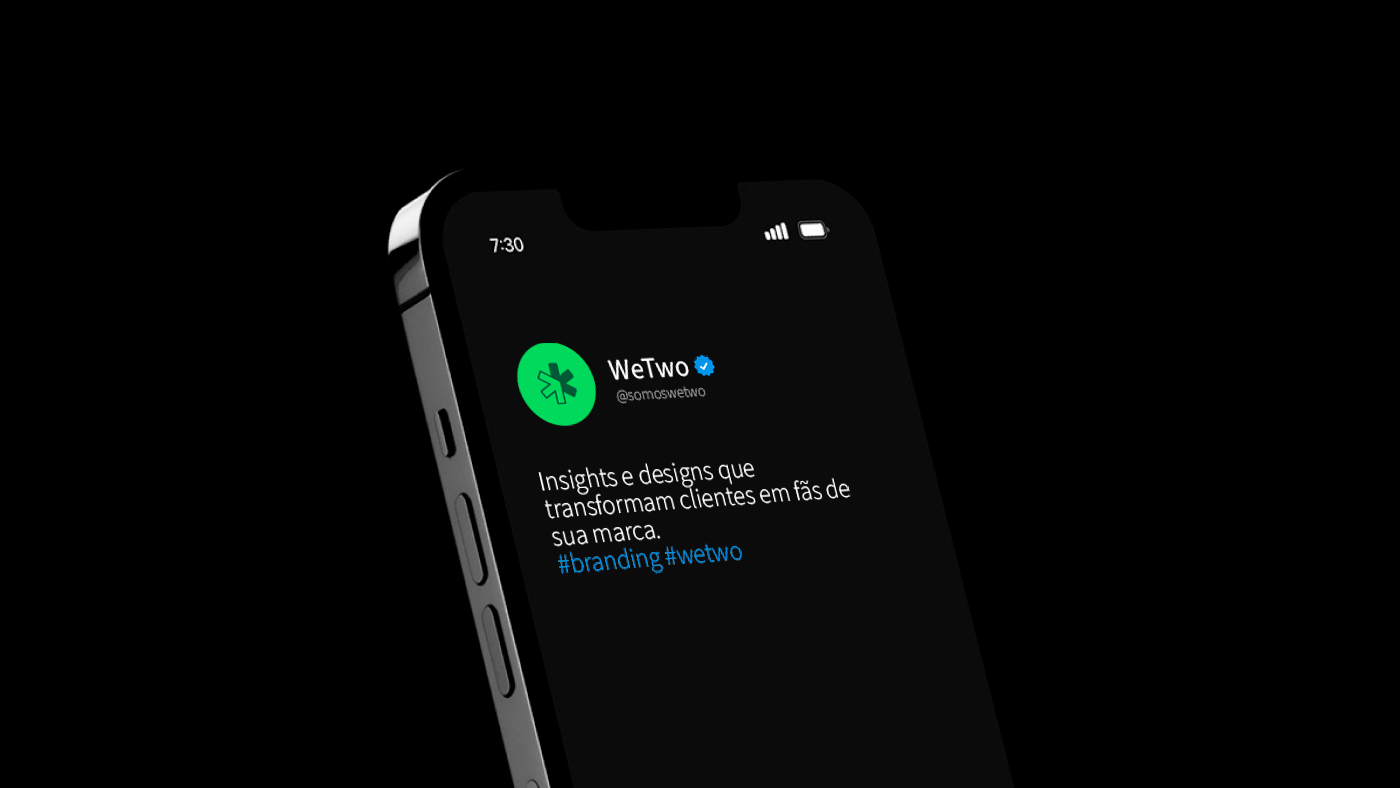 7:30
WeTwo
@somoswetwo
Insights e designs que
transformam clientes em fãs de
sua marca.
#branding #wetwo